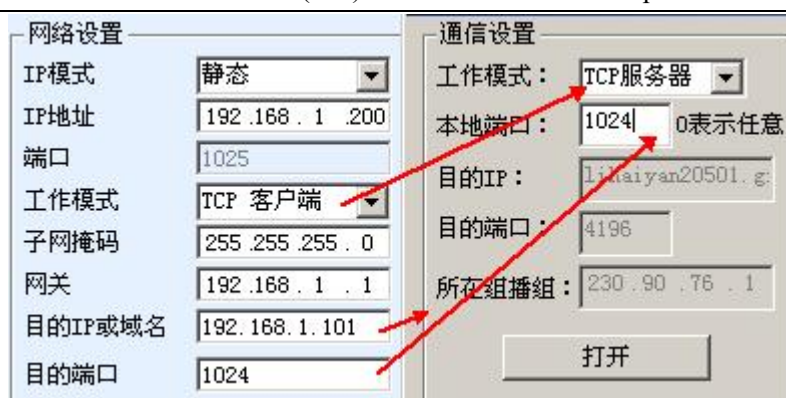 网络设置
IP模式 静态
IP地址 192.168.1.200
端口 1025
工作模式 TCP 客户端
子网掩码 255.255.255.0
网关 192.168.1.1
目的IP或域名 192.168.1.101
目的端口 1024
通信设置
工作模式： TCP服务器
本地端口： 1024 0表示任意
目的IP： lihaiyan20501.g
目的端口： 4196
所在组播组： 230.90.76.1
打开